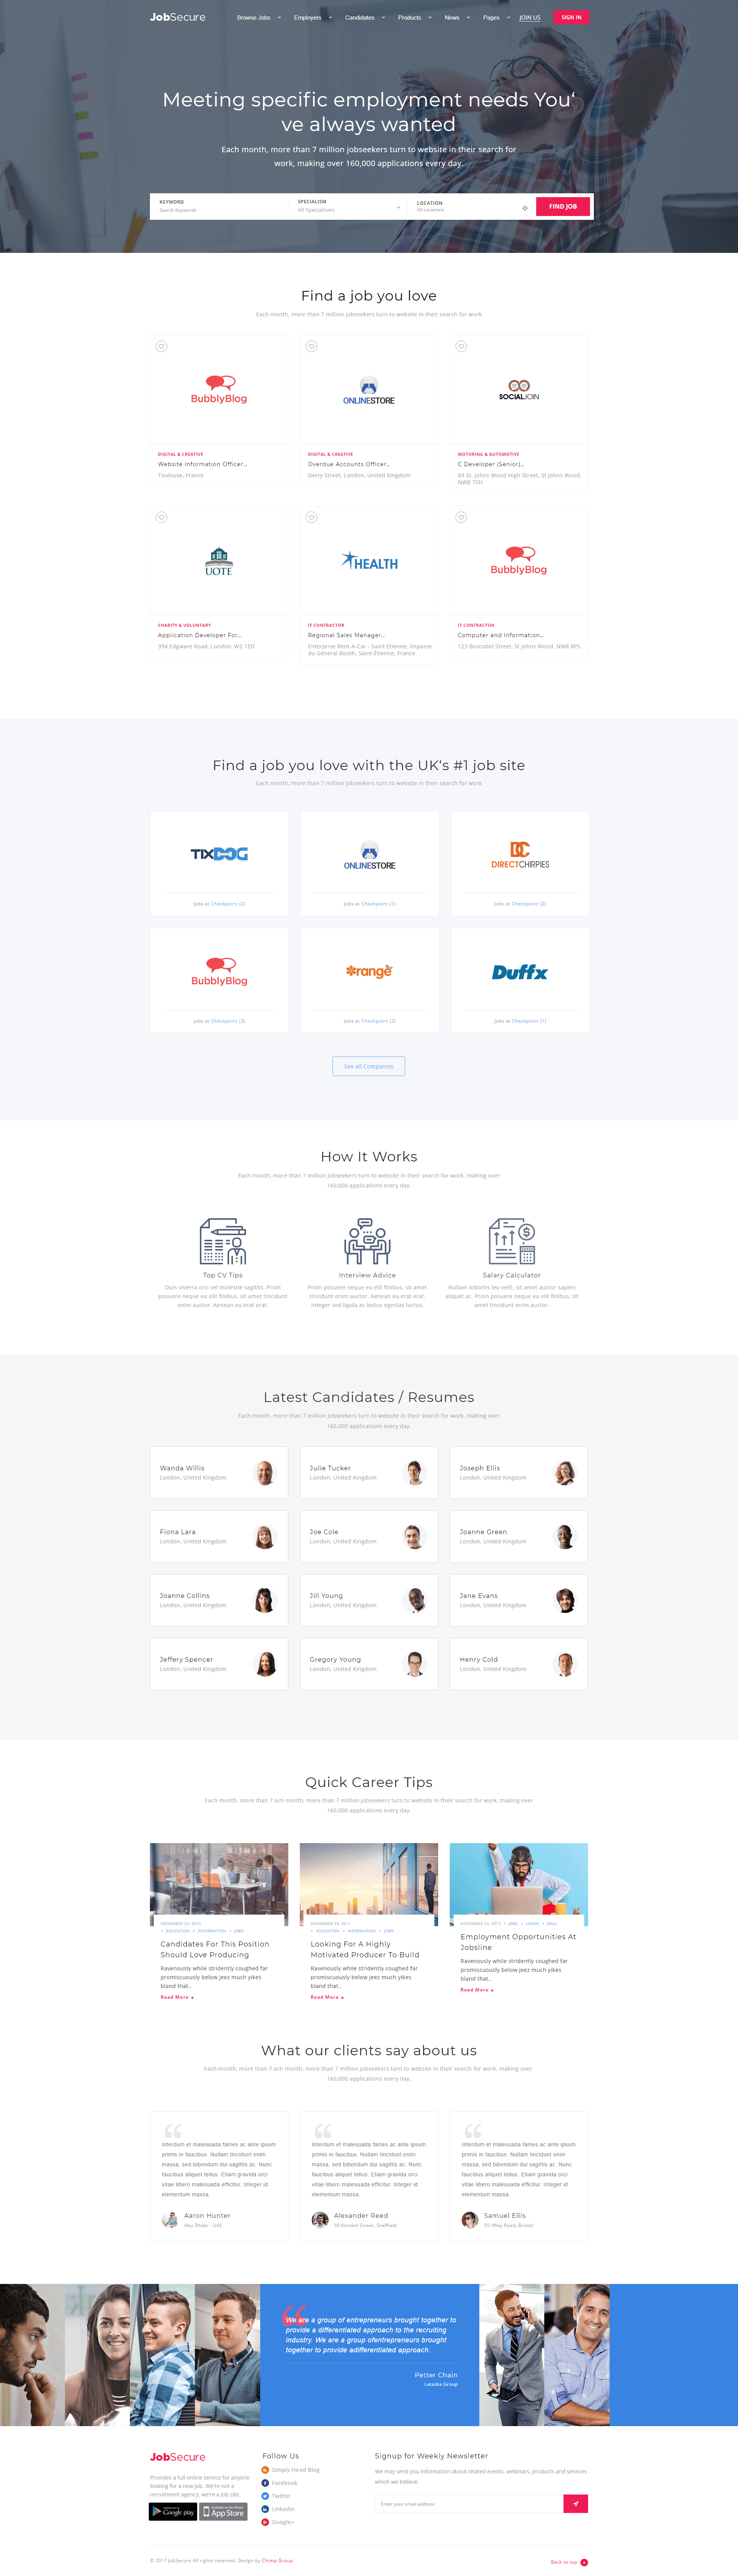 JobSecure
Browse Jobs
Employers
Candidates
Products
News
Pages
JOIN US
SIGN IN
Meeting specific employment needs You‘
ve always wanted
Each month, more than 7 million jobseekers turn to website in their search for
work, making over 160,000 applications every day.
KEYWORD
Search Keywords
SPECIALISM
All Specialisms
LOCATION
All Locations
FIND JOB
Find a job you love
Each month, more than 7 million jobseekers turn to website in their search for work
BubblyBlog
ONLINESTORE
SOCIALJOIN
DIGITAL & CREATIVE
Website Information Officer...
Toulouse, France
DIGITAL & CREATIVE
Overdue Accounts Officer...
Derry Street, London, United Kingdom
MOTORING & AUTOMOTIVE
C Developer (Senior)...
84 St. Johns Wood High Street, St Johns Wood,
NW8 7SH
UOTE
HEALTH
BubblyBlog
CHARITY & VOLUNTARY
Application Developer For...
394 Edgware Road, London, W2 1ED
IT CONTRACTOR
Regional Sales Manager...
Enterprise Rent-A-Car - Saint Etienne, Impasse
du Général Booth, Saint-Étienne, France
IT CONTRACTOR
Computer and Information...
123 Boscobel Street, St Johns Wood, NW8 8PS
Find a job you love with the UK‘s #1 job site
Each month, more than 7 million jobseekers turn to website in their search for work
TIXDOG
ONLINESTORE
DC
DIRECTCHIRPIES
Jobs at Checkpoint (2)
Jobs at Checkpoint (1)
Jobs at Checkpoint (2)
BubblyBlog
orange
Duffx
Jobs at Checkpoint (3)
Jobs at Checkpoint (2)
Jobs at Checkpoint (1)
See all Companies
How It Works
Each month, more than 7 million jobseekers turn to website in their search for work, making over
160,000 applications every day.
Top CV Tips
Duis viverra orci vel molestie sagittis. Proin
posuere neque eu elit finibus, sit amet tincidunt
enim auctor. Aenean eu erat erat.
Interview Advice
Proin posuere neque eu elit finibus, sit amet
tincidunt enim auctor. Aenean eu erat erat.
Integer sed ligula ac lectus egestas luctus.
Salary Calculator
Nullam lobortis leo velit, sit amet auctor sapien
aliquet ac. Proin posuere neque eu elit finibus, sit
amet tincidunt enim auctor.
Latest Candidates / Resumes
Each month, more than 7 million jobseekers turn to website in their search for work, making over
160,000 applications every day.
Wanda Willis
London, United Kingdom
Julie Tucker
London, United Kingdom
Joseph Ellis
London, United Kingdom
Fiona Lara
London, United Kingdom
Joe Cole
London, United Kingdom
Joanne Green
London, United Kingdom
Joanne Collins
London, United Kingdom
Jill Young
London, United Kingdom
Jane Evans
London, United Kingdom
Jeffery Spencer
London, United Kingdom
Gregory Young
London, United Kingdom
Henry Cold
London, United Kingdom
Quick Career Tips
Each month, more than 7 ach month, more than 7 million jobseekers turn to website in their search for work, making over
160,000 applications every day.
EDUCATION INFORMATION JOBS
Candidates For This Position
Should Love Producing
Ravenously while stridently coughed far
promiscuously below jeez much yikes
bland that..
Read More
EDUCATION INFORMATION JOBS
Looking For A Highly
Motivated Producer To Build
Ravenously while stridently coughed far
promiscuously below jeez much yikes
bland that..
Read More
JOBS LEARN SKILL
Employment Opportunities At
Jobsline
Ravenously while stridently coughed far
promiscuously below jeez much yikes
bland that..
Read More
What our clients say about us
Each month, more than 7 ach month, more than 7 million jobseekers turn to website in their search for work, making over
160,000 applications every day.
Interdum et malesuada fames ac ante ipsum
primis in faucibus. Nullam tincidunt enim
massa, sed bibendum dui sagittis ac. Nunc
faucibus aliquet tellus. Etiam gravida orci
vitae libero malesuada efficitur. Integer id
elementum massa
Aaron Hunter
Abu Dhabi - UAE
Interdum et malesuada fames ac ante ipsum
primis in faucibus. Nullam tincidunt enim
massa, sed bibendum dui sagittis ac. Nunc
faucibus aliquet tellus. Etiam gravida orci
vitae libero malesuada efficitur. Integer id
elementum massa.
Alexander Reed
58 Kendell Street, Sheffield
Interdum et malesuada fames ac ante ipsum
primis in faucibus. Nullam tincidunt enim
massa, sed bibendum dui sagittis ac. Nunc
faucibus aliquet tellus. Etiam gravida orci
vitae libero malesuada efficitur. Integer id
elementum massa
Samuel Ellis
35 Iffley Road, Bristol
We are a group of entrepreneurs brought together to
provide a differentiated approach to the recruiting
industry. We are a group ofentrepreneurs brought
together to provide adifferentiated approach.
Petter Chain
Lataska Group
JobSecure
Provides a full online service for anyone
looking for a new job. We're not a
recruitment agency, we're a job site.
Google play
Available on the iPhone
App Store
Follow Us
Simply Hired Blog
Facebook
Twitter
Linkedin
Google+
Signup for Weekly Newsletter
We may send you information about related events, webinars, products and services
which we believe.
Enter your email address
© 2017 JobSecure All rights reserved. Design by Chimp Group
Back to top